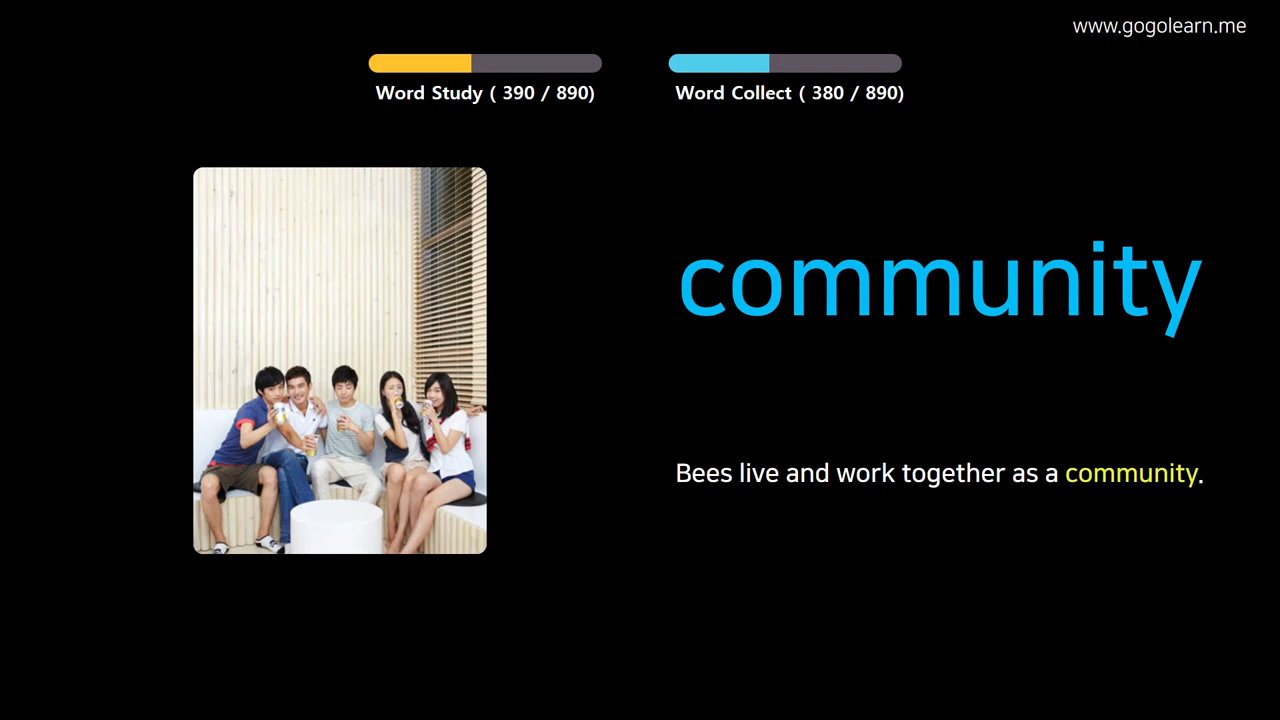 www.gogolearn.me
Word Study ( 390 / 890)
Word Collect ( 380 / 890)
community
Bees live and work together as a community.